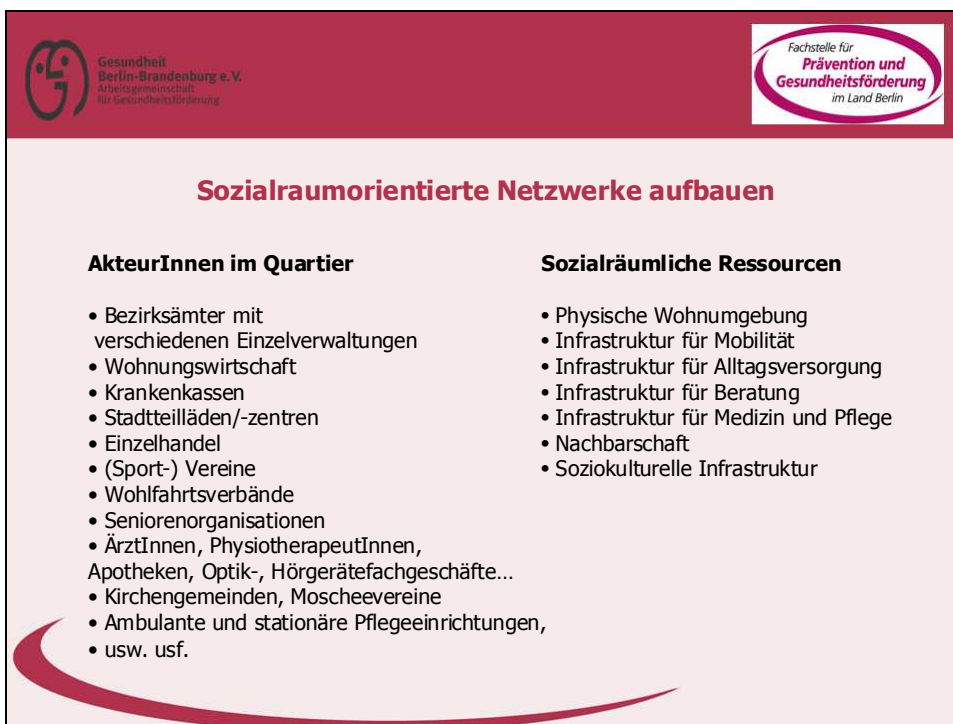 Gesundheit
Berlin-Brandenburg e.V.
Arbeitsgemeinschaft
für Gesundheitsförderung
Fachstelle für
Prävention und
Gesundheitsförderung
im Land Berlin
Sozialraumorientierte Netzwerke aufbauen
AkteurInnen im Quartier
• Bezirksämter mit
verschiedenen Einzelverwaltungen
• Wohnungswirtschaft
• Krankenkassen
• Stadtteilläden/-zentren
• Einzelhandel
• (Sport-) Vereine
• Wohlfahrtsverbände
• Seniorenorganisationen
• ÄrztInnen, PhysiotherapeutInnen,
Apotheken, Optik-, Hörgerätefachgeschäfte…
• Kirchengemeinden, Moscheevereine
• Ambulante und stationäre Pflegeeinrichtungen,
• usw. usf.
Sozialräumliche Ressourcen
• Physische Wohnumgebung
• Infrastruktur für Mobilität
• Infrastruktur für Alltagsversorgung
• Infrastruktur für Beratung
• Infrastruktur für Medizin und Pflege
• Nachbarschaft
• Soziokulturelle Infrastruktur